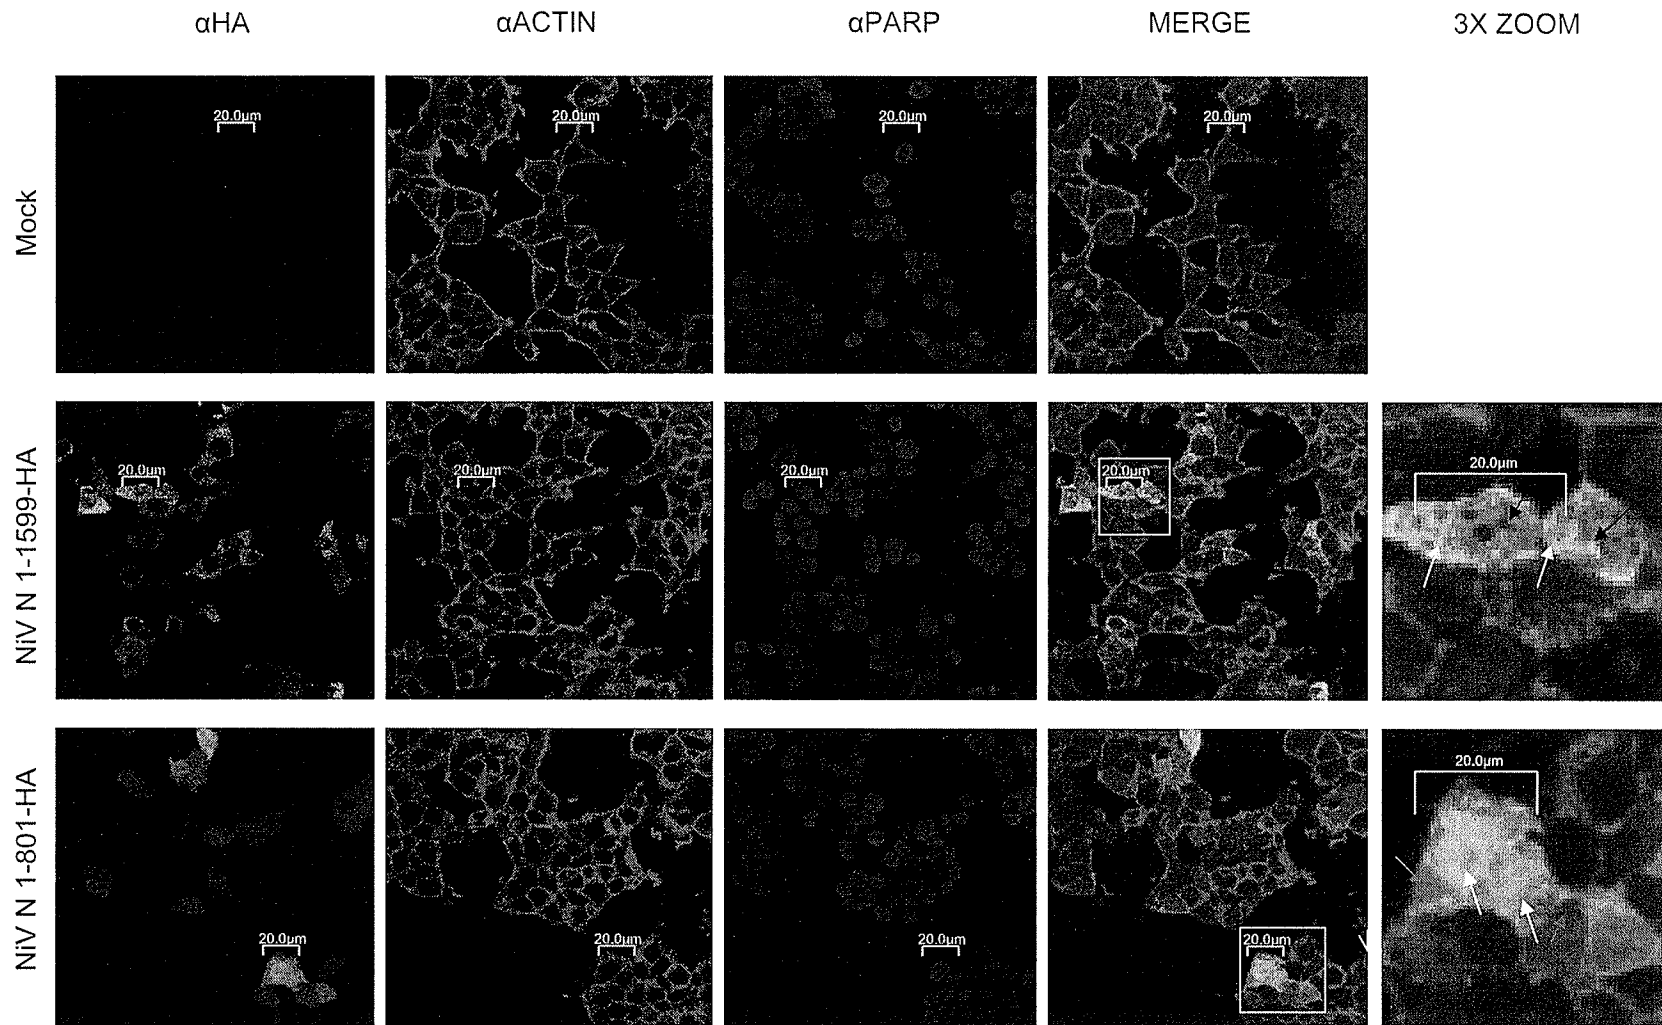 αHA αACTIN αPARP MERGE 3X ZOOM
Mock
20.0µm 20.0µm 20.0µm 20.0µm
NiV N 1-1599-HA
20.0µm 20.0µm 20.0µm 20.0µm 20.0µm
NiV N 1-801-HA
20.0µm 20.0µm 20.0µm 20.0µm 20.0µm